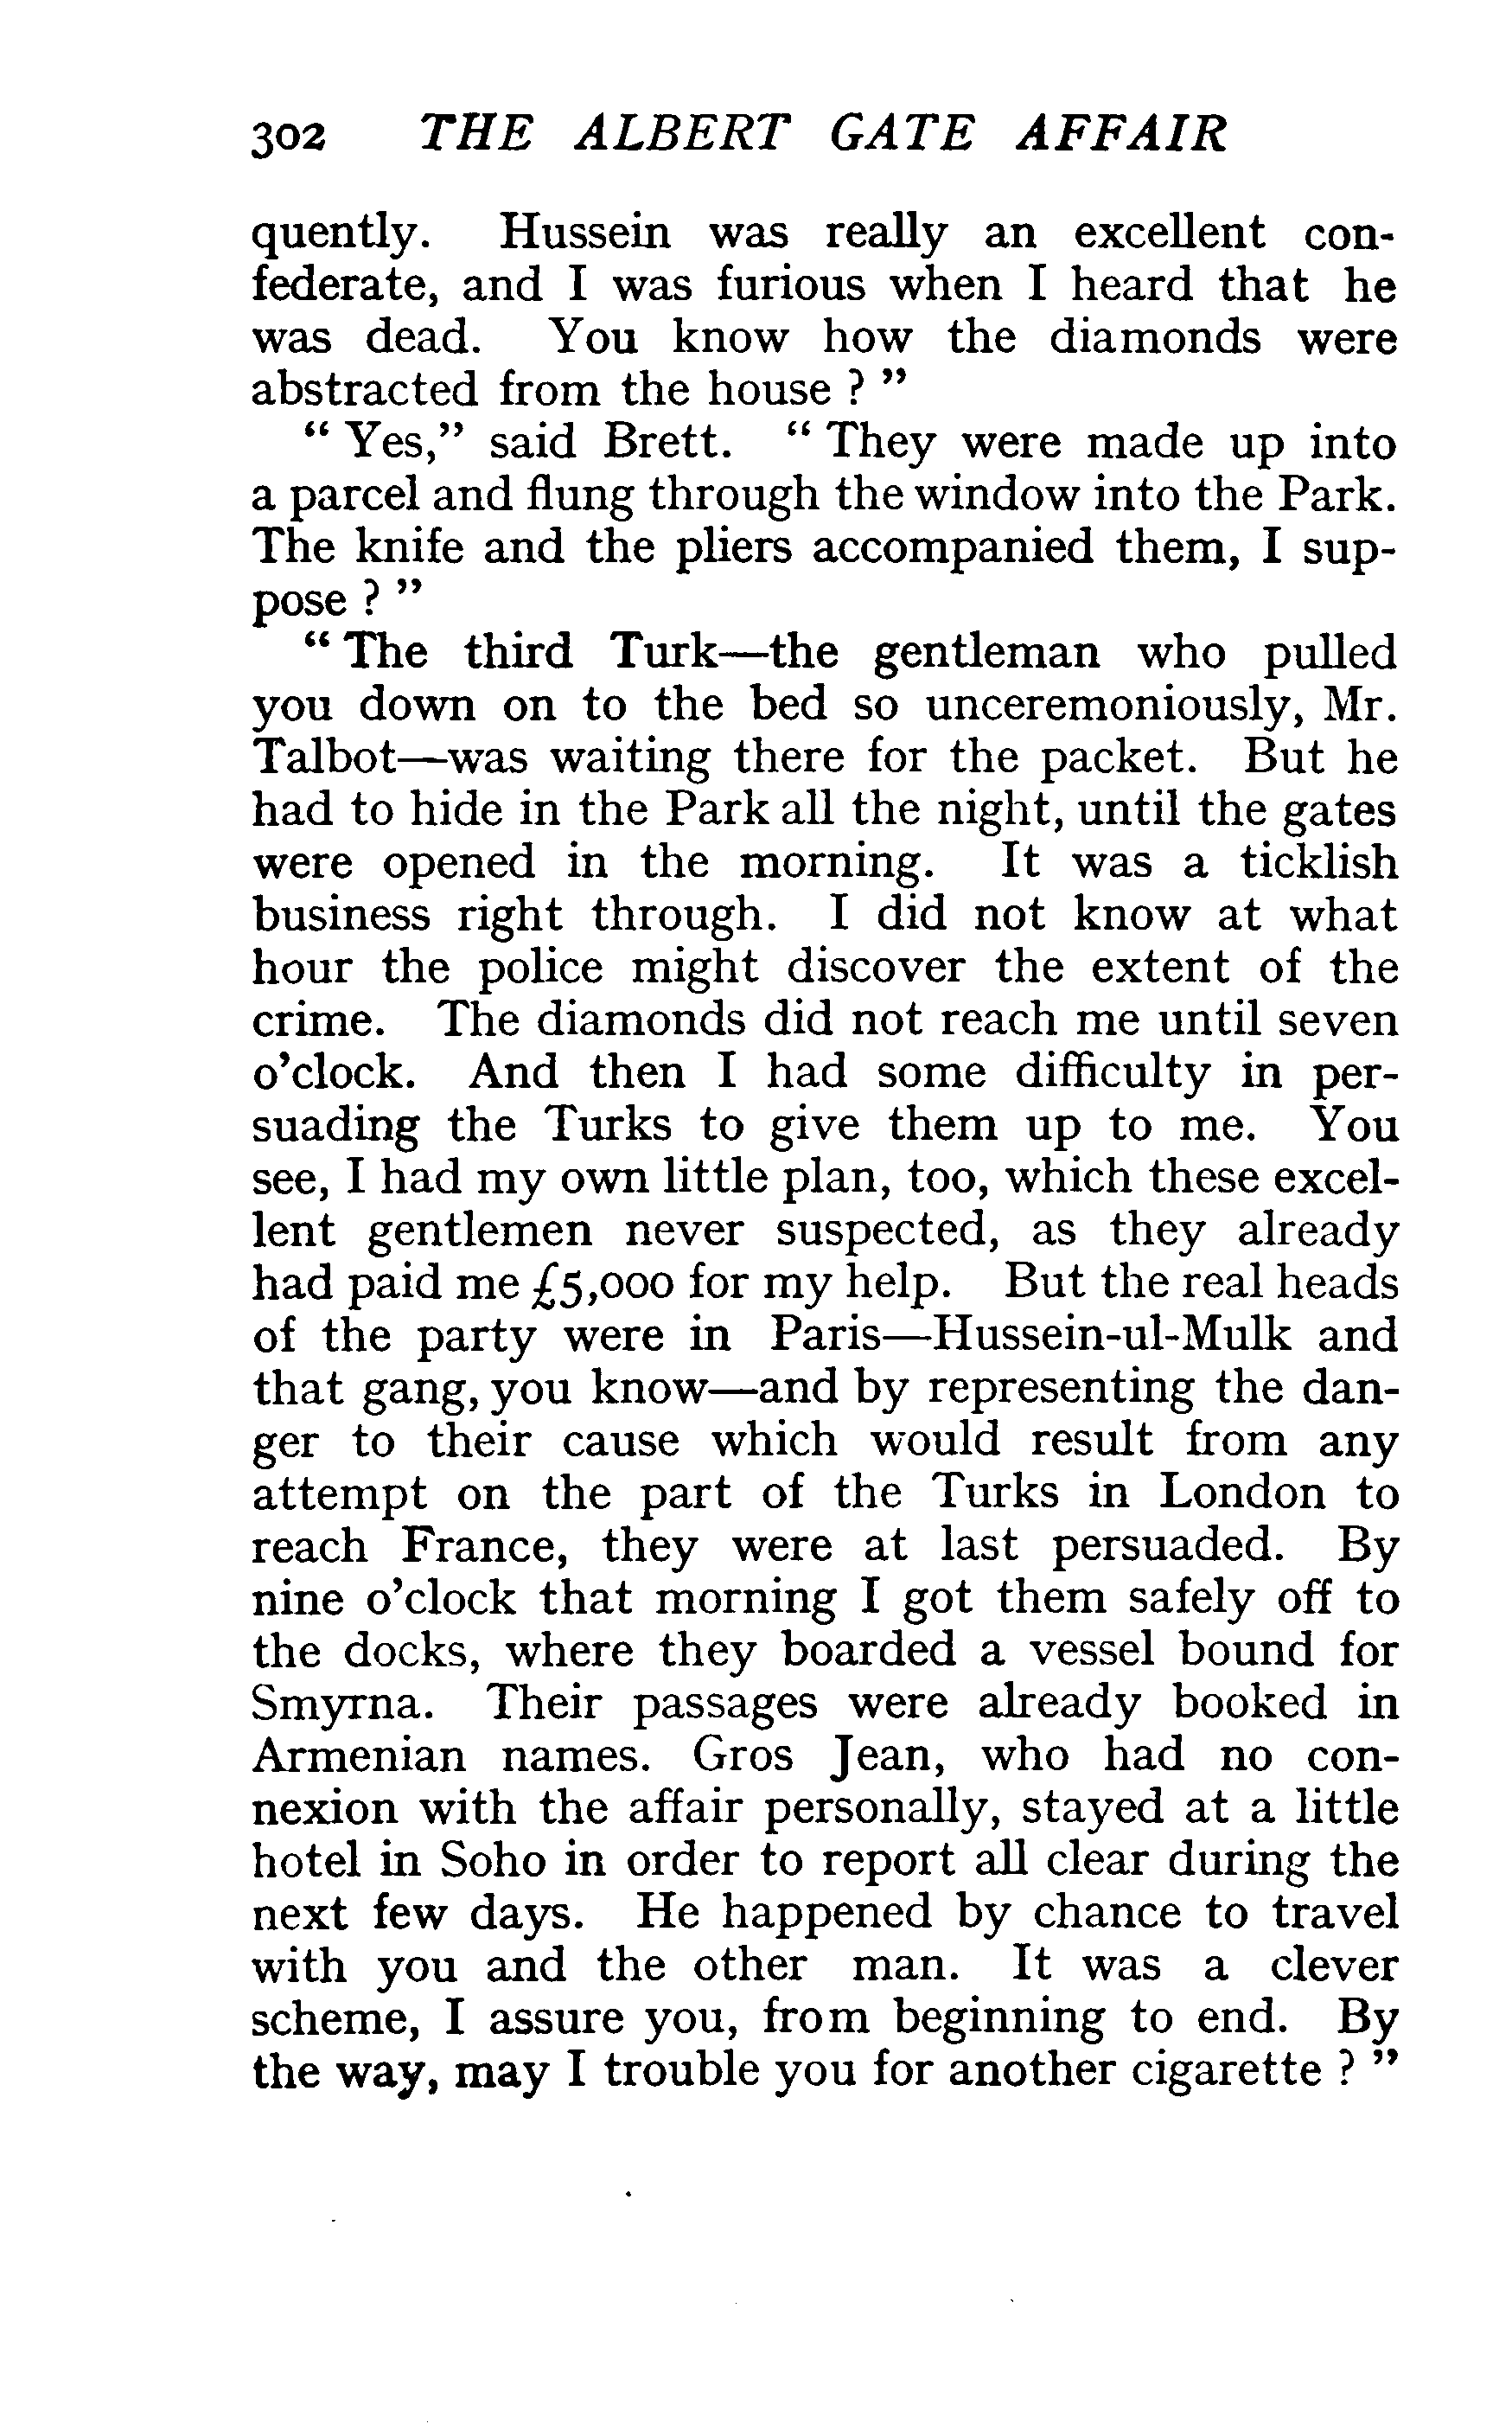 302 THE ALBERT GATE AFFAIR
quently. Hussein was really an excellent con-
federate, and I was furious when I heard that he
was dead. You know how the diamonds were
abstracted from the house ? ”
“ Yes,” said Brett. “ They were made up into
a parcel and flung through the window into the Park.
The knife and the pliers accompanied them, I sup-
pose ? ”
“ The third Turk—the gentleman who pulled
you down on to the bed so unceremoniously, Mr.
Talbot—was waiting there for the packet. But he
had to hide in the Park all the night, until the gates
were opened in the morning. It was a ticklish
business right through. I did not know at what
hour the police might discover the extent of the
crime. The diamonds did not reach me until seven
o’clock. And then I had some difficulty in per-
suading the Turks to give them up to me. You
see, I had my own little plan, too, which these excel-
lent gentlemen never suspected, as they already
had paid me £5,000 for my help. But the real heads
of the party were in Paris—Hussein-ul-Mulk and
that gang, you know—and by representing the dan-
ger to their cause which would result from any
attempt on the part of the Turks in London to
reach France, they were at last persuaded. By
nine o’clock that morning I got them safely off to
the docks, where they boarded a vessel bound for
Smyrna. Their passages were already booked in
Armenian names. Gros Jean, who had no con-
nexion with the affair personally, stayed at a little
hotel in Soho in order to report all clear during the
next few days. He happened by chance to travel
with you and the other man. It was a clever
scheme, I assure you, from beginning to end. By
the way, may I trouble you for another cigarette ? ”